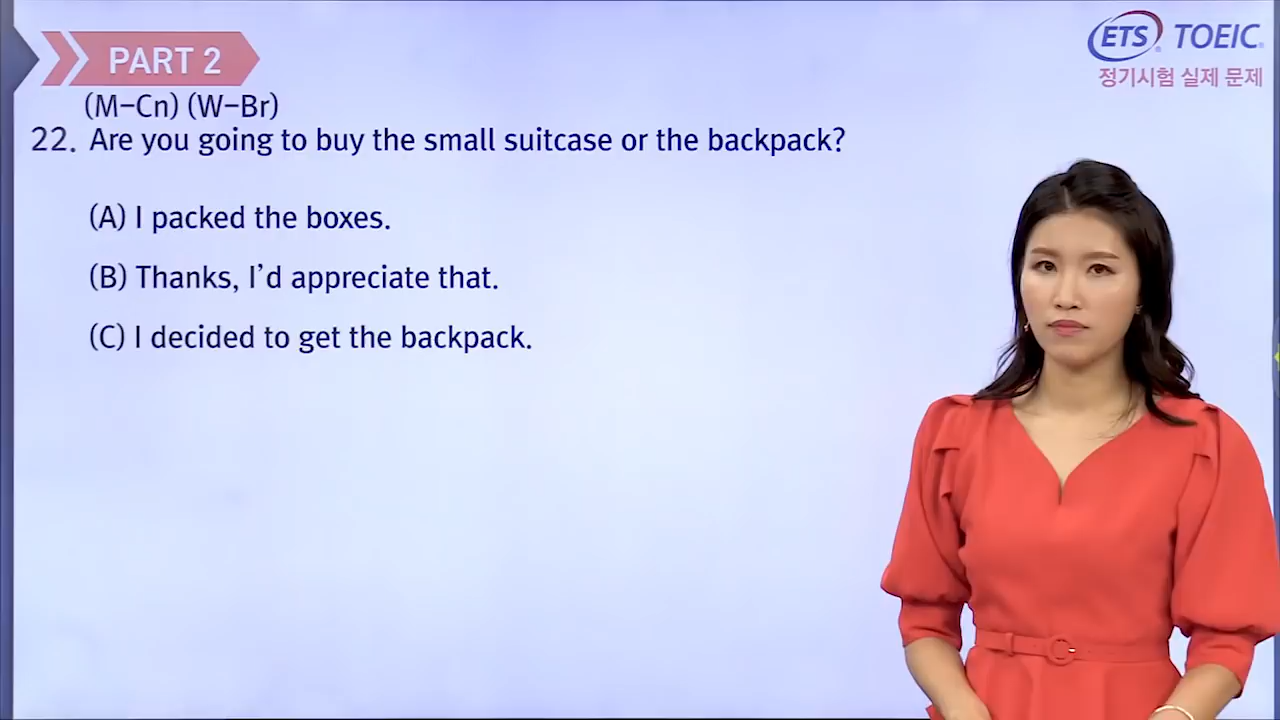 PART 2
ETS TOEIC
정기시험 실제 문제
(M-Cn) (W-Br)
22. Are you going to buy the small suitcase or the backpack?
(A) I packed the boxes.
(B) Thanks, I'd appreciate that.
(C) I decided to get the backpack.